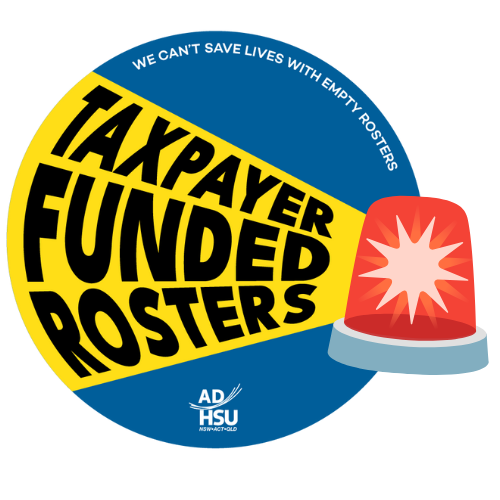 WE CAN'T SAVE LIVES WITH EMPTY ROSTERS
TAXPAYER
FUNDED
ROSTERS
AD
HSU
NSW•ACT•QLD